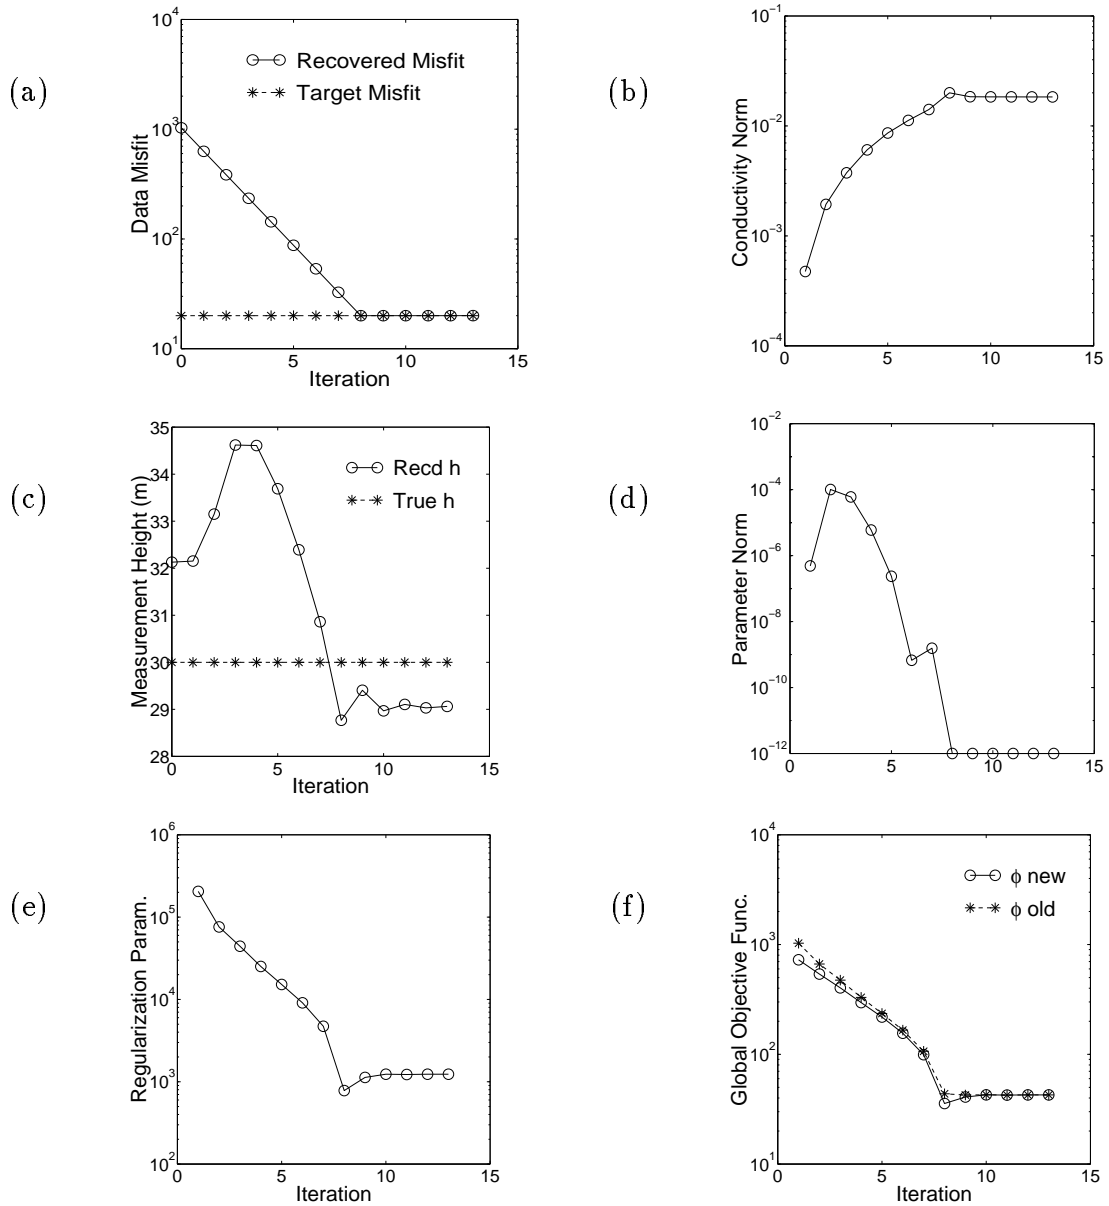 (a)
10^4
10^3
10^2
10^1
Data Misfit
Recovered Misfit
Target Misfit
0 5 10 15
Iteration
(b)
10^-1
10^-2
10^-3
10^-4
Conductivity Norm
0 5 10 15
(c)
35
34
33
32
31
30
29
28
Measurement Height (m)
Recd h
True h
0 5 10 15
Iteration
(d)
10^-2
10^-4
10^-6
10^-8
10^-10
10^-12
Parameter Norm
0 5 10 15
(e)
10^6
10^5
10^4
10^3
10^2
Regularization Param.
0 5 10 15
Iteration
(f)
10^4
10^3
10^2
10^1
Global Objective Func.
ϕ new
ϕ old
0 5 10 15
Iteration